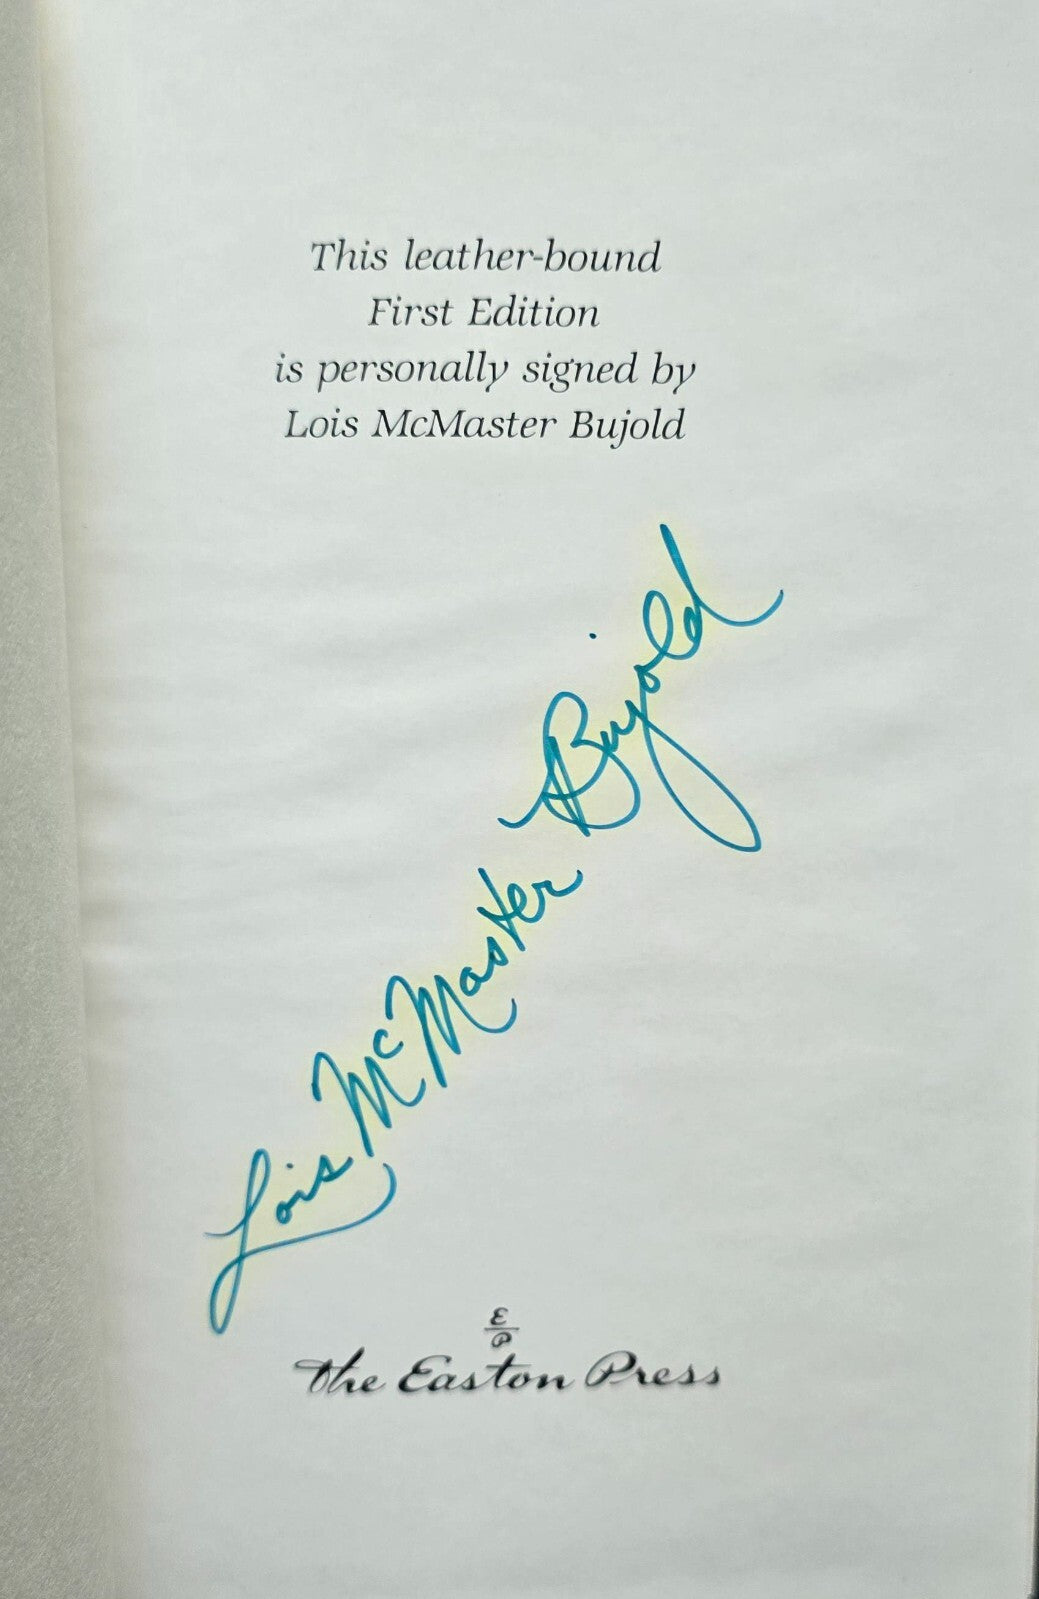 This leather-bound
First Edition
is personally signed by
Lois McMaster Bujold
Lois McMaster Bujold
E
P
The Easton Press